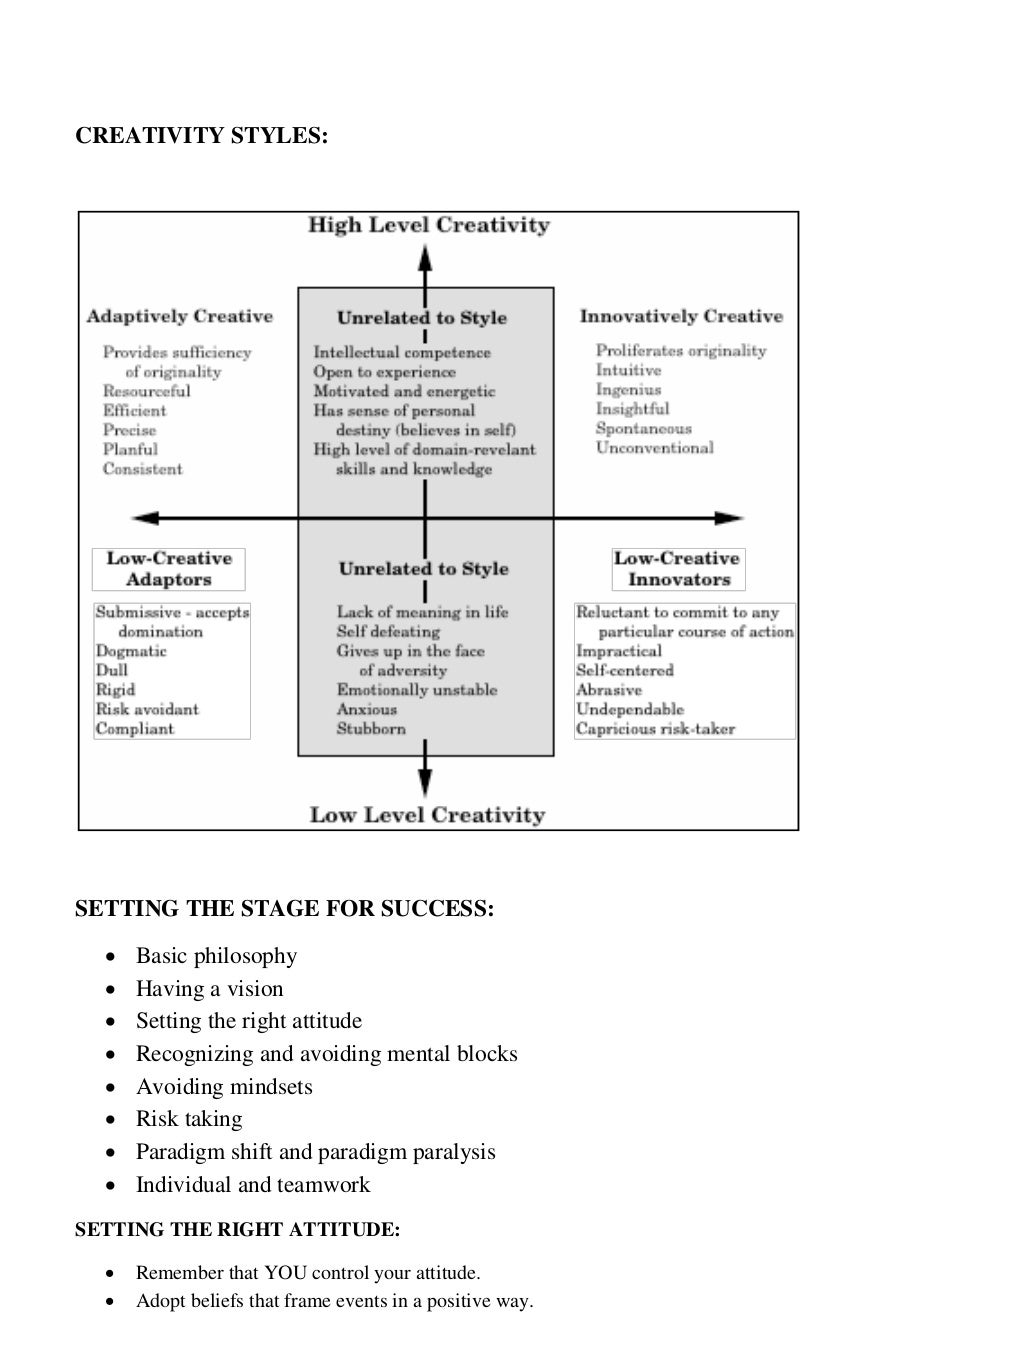 CREATIVITY STYLES:
High Level Creativity
Adaptively Creative
Provides sufficiency
of originality
Resourceful
Efficient
Precise
Planful
Consistent
Unrelated to Style
Intellectual competence
Open to experience
Motivated and energetic
Has sense of personal
destiny (believes in self)
High level of domain-revelant
skills and knowledge
Innovatively Creative
Proliferates originality
Intuitive
Ingenius
Insightful
Spontaneous
Unconventional
Low-Creative
Adaptors
Submissive - accepts
domination
Dogmatic
Dull
Rigid
Risk avoidant
Compliant
Unrelated to Style
Lack of meaning in life
Self defeating
Gives up in the face
of adversity
Emotionally unstable
Anxious
Stubborn
Low-Creative
Innovators
Reluctant to commit to any
particular course of action
Impractical
Self-centered
Abrasive
Undependable
Capricious risk-taker
Low Level Creativity
SETTING THE STAGE FOR SUCCESS:
• Basic philosophy
• Having a vision
• Setting the right attitude
• Recognizing and avoiding mental blocks
• Avoiding mindsets
• Risk taking
• Paradigm shift and paradigm paralysis
• Individual and teamwork
SETTING THE RIGHT ATTITUDE:
• Remember that YOU control your attitude.
• Adopt beliefs that frame events in a positive way.